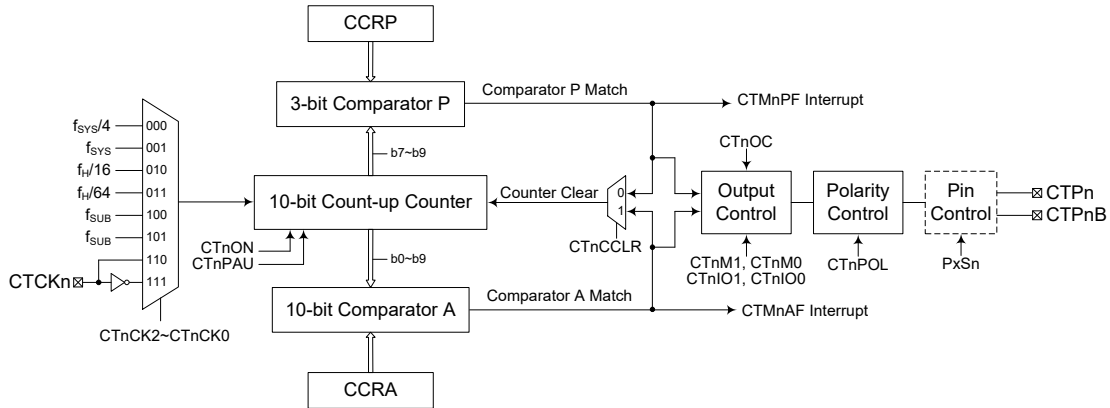 CCRP
3-bit Comparator P
Comparator P Match
CTMnPF Interrupt
b7~b9
fSYS/4
fSYS
fH/16
fH/64
fSUB
fSUB
CTCKn
000
001
010
011
100
101
110
111
CTnCK2~CTnCK0
10-bit Count-up Counter
CTnON
CTnPAU
Counter Clear
0
1
CTnCCLR
CTnOC
Output
Control
CTnM1, CTnM0
CTnIO1, CTnIO0
Polarity
Control
CTnPOL
Pin
Control
PxSn
CTPn
CTPnB
b0~b9
10-bit Comparator A
Comparator A Match
CTMnAF Interrupt
CCRA